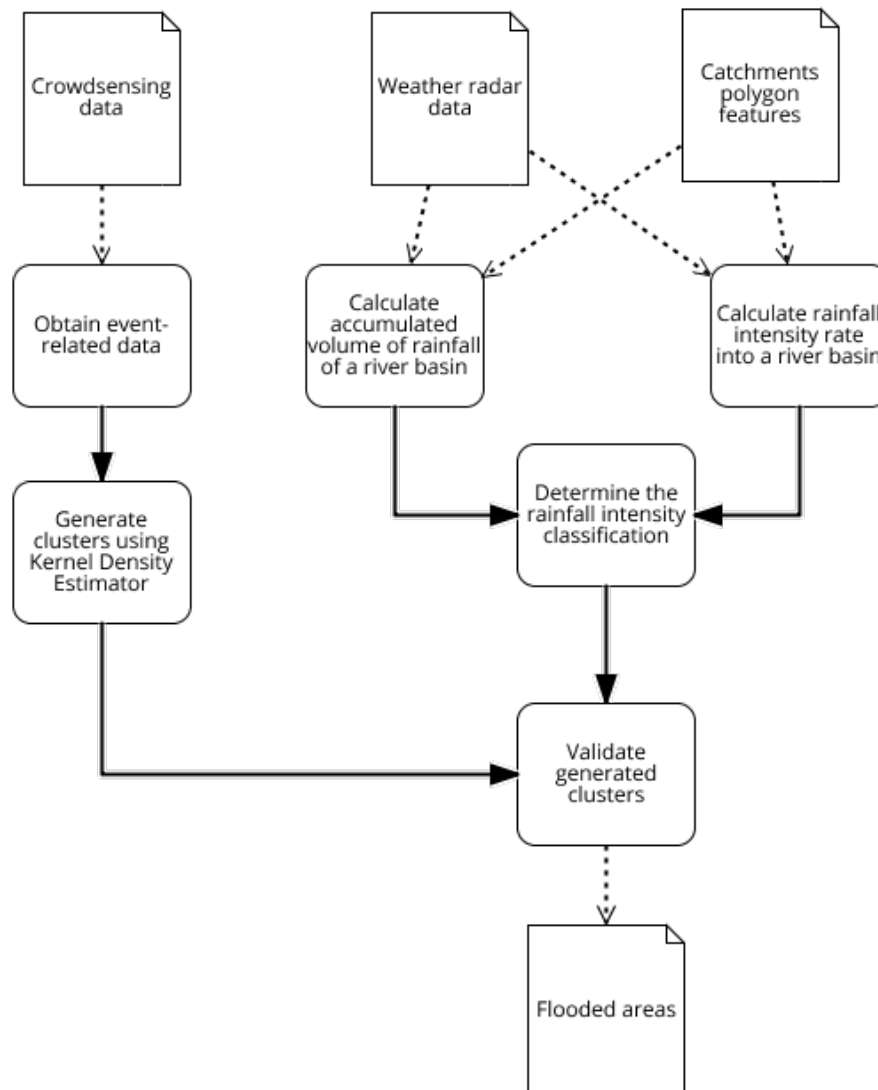 Crowdsensing
data
Weather radar
data
Catchments
polygon
features
Obtain event-
related data
Calculate
accumulated
volume of rainfall
of a river basin
Calculate rainfall
intensity rate
into a river basin
Generate
clusters using
Kernel Density
Estimator
Determine the
rainfall intensity
classification
Validate
generated
clusters
Flooded areas